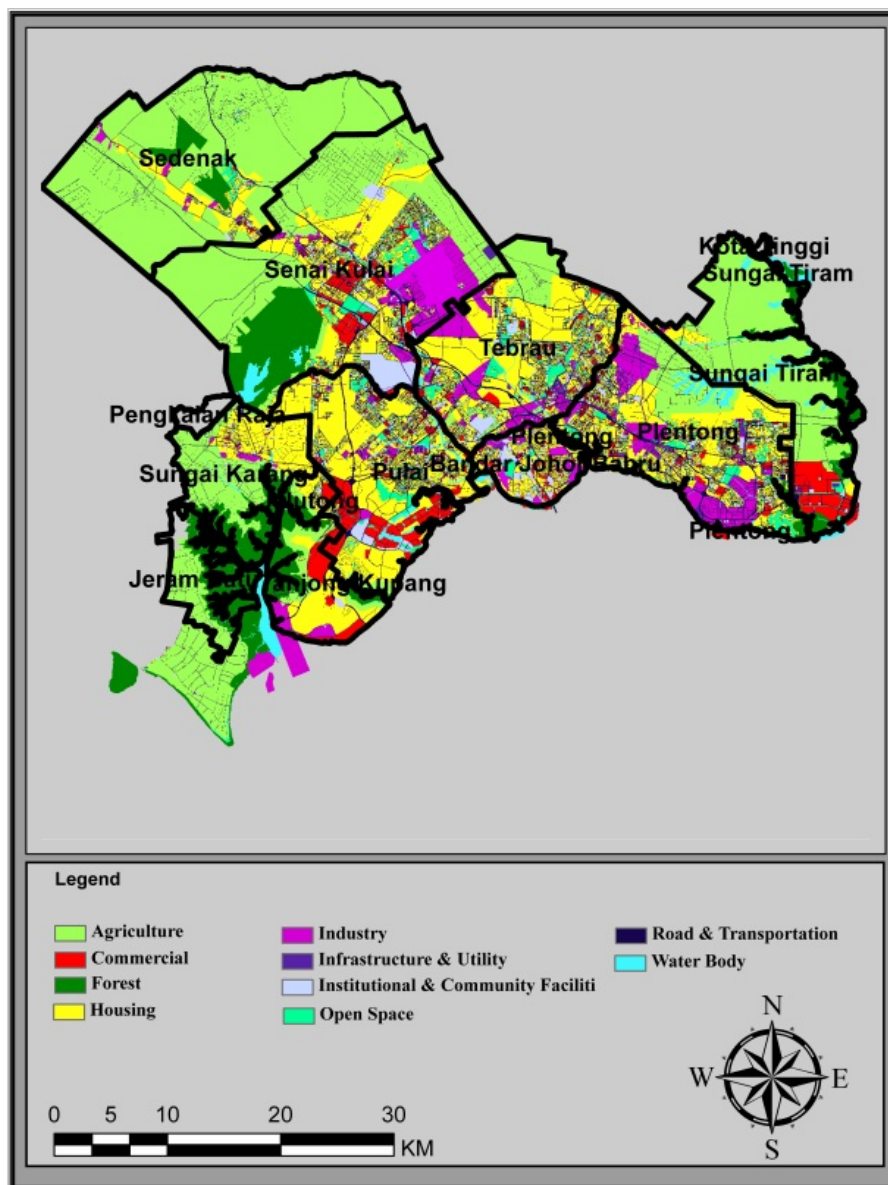 Sedenak
Kota Tinggi
Sungai Tiram
Senai Kulai
Tebrau
Sungai Tiram
Pengkalan Raja
Plentong
Plentong
Sungai Karang
Pulai
Bandar Johor Bahru
Plentong
Jeram Batu
Tanjong Kupang
Legend
Agriculture
Commercial
Forest
Housing
Industry
Infrastructure & Utility
Institutional & Community Faciliti
Open Space
Road & Transportation
Water Body
N
W
E
S
0 5 10 20 30
KM